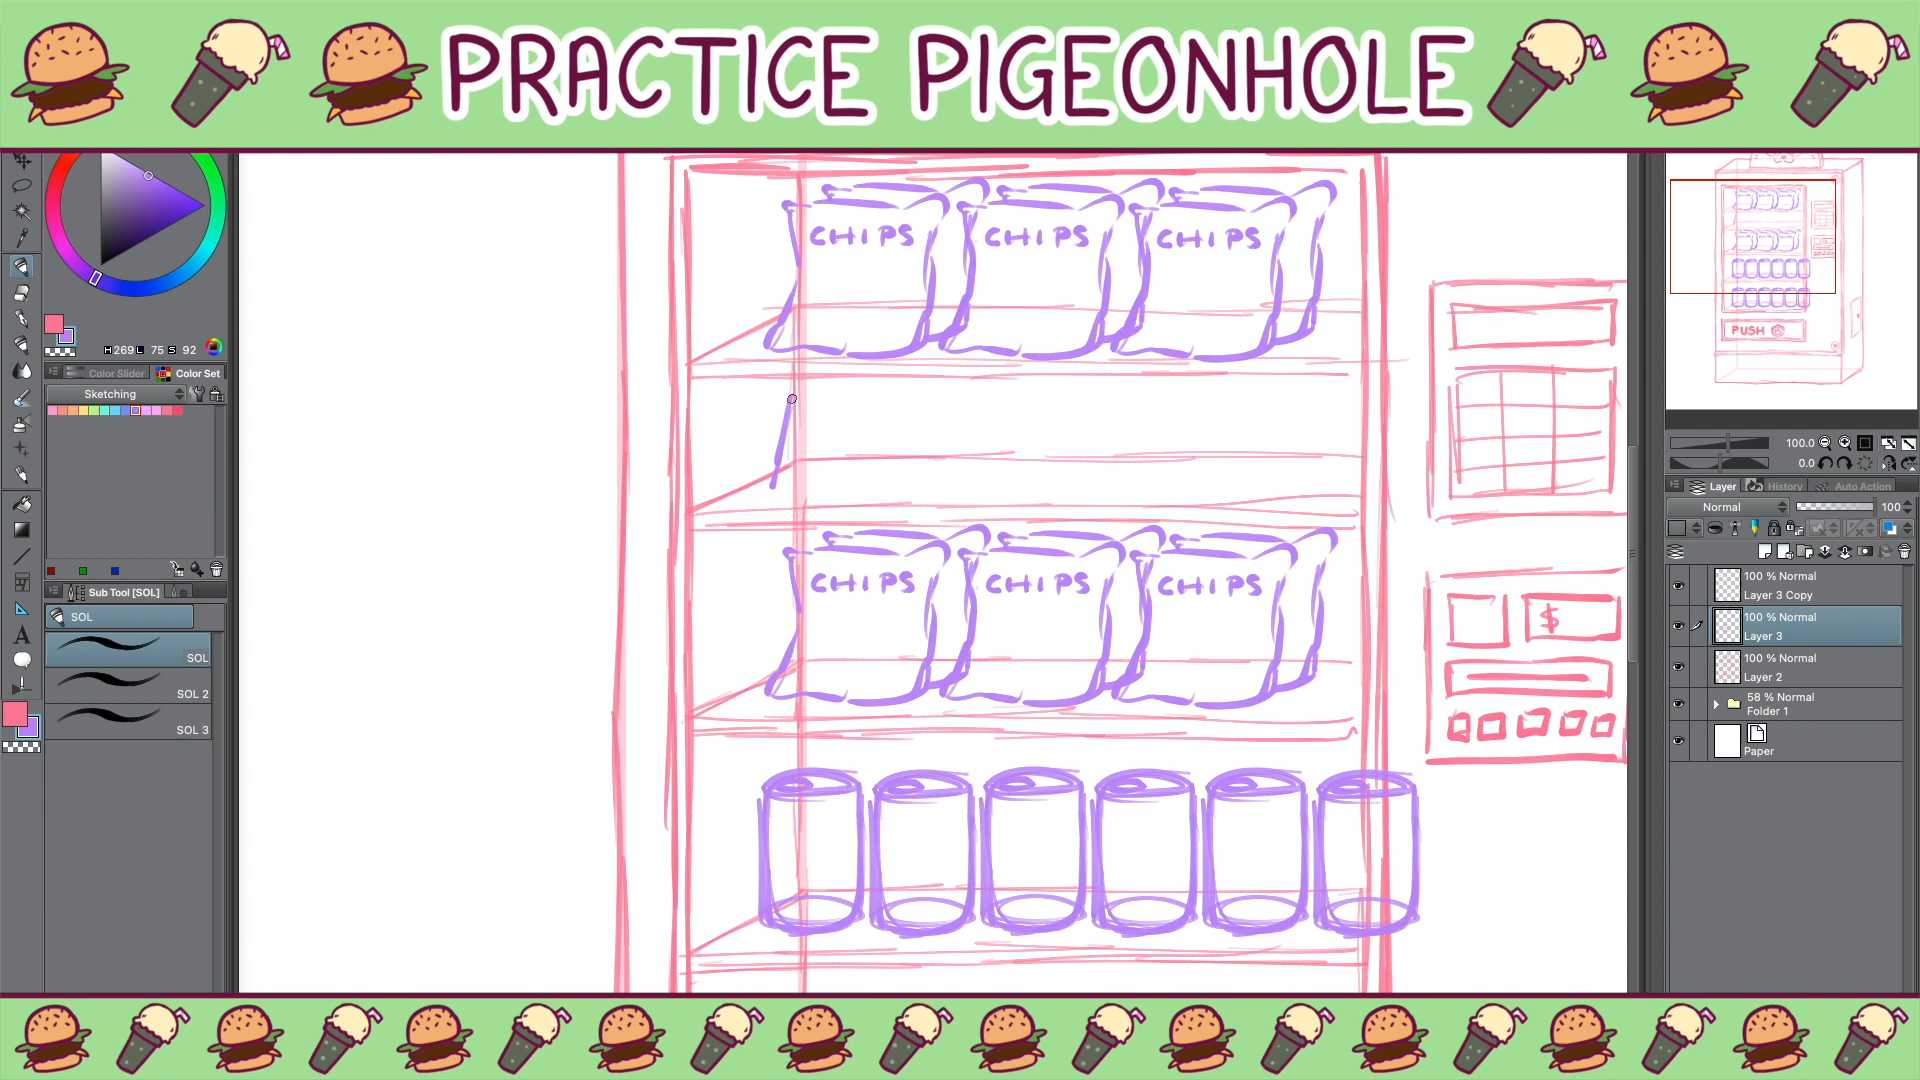 PRACTICE PIGEONHOLE
CHIPS CHIPS CHIPS
CHIPS CHIPS CHIPS
$
H 269 L 75 S 92
Color Slider Color Set
Sketching
Sub Tool [SOL]
SOL
SOL
SOL 2
SOL 3
A
PUSH
100.0
0.0
Layer History Auto Action
Normal 100
100 % Normal
Layer 3 Copy
100 % Normal
Layer 3
100 % Normal
Layer 2
58 % Normal
Folder 1
Paper